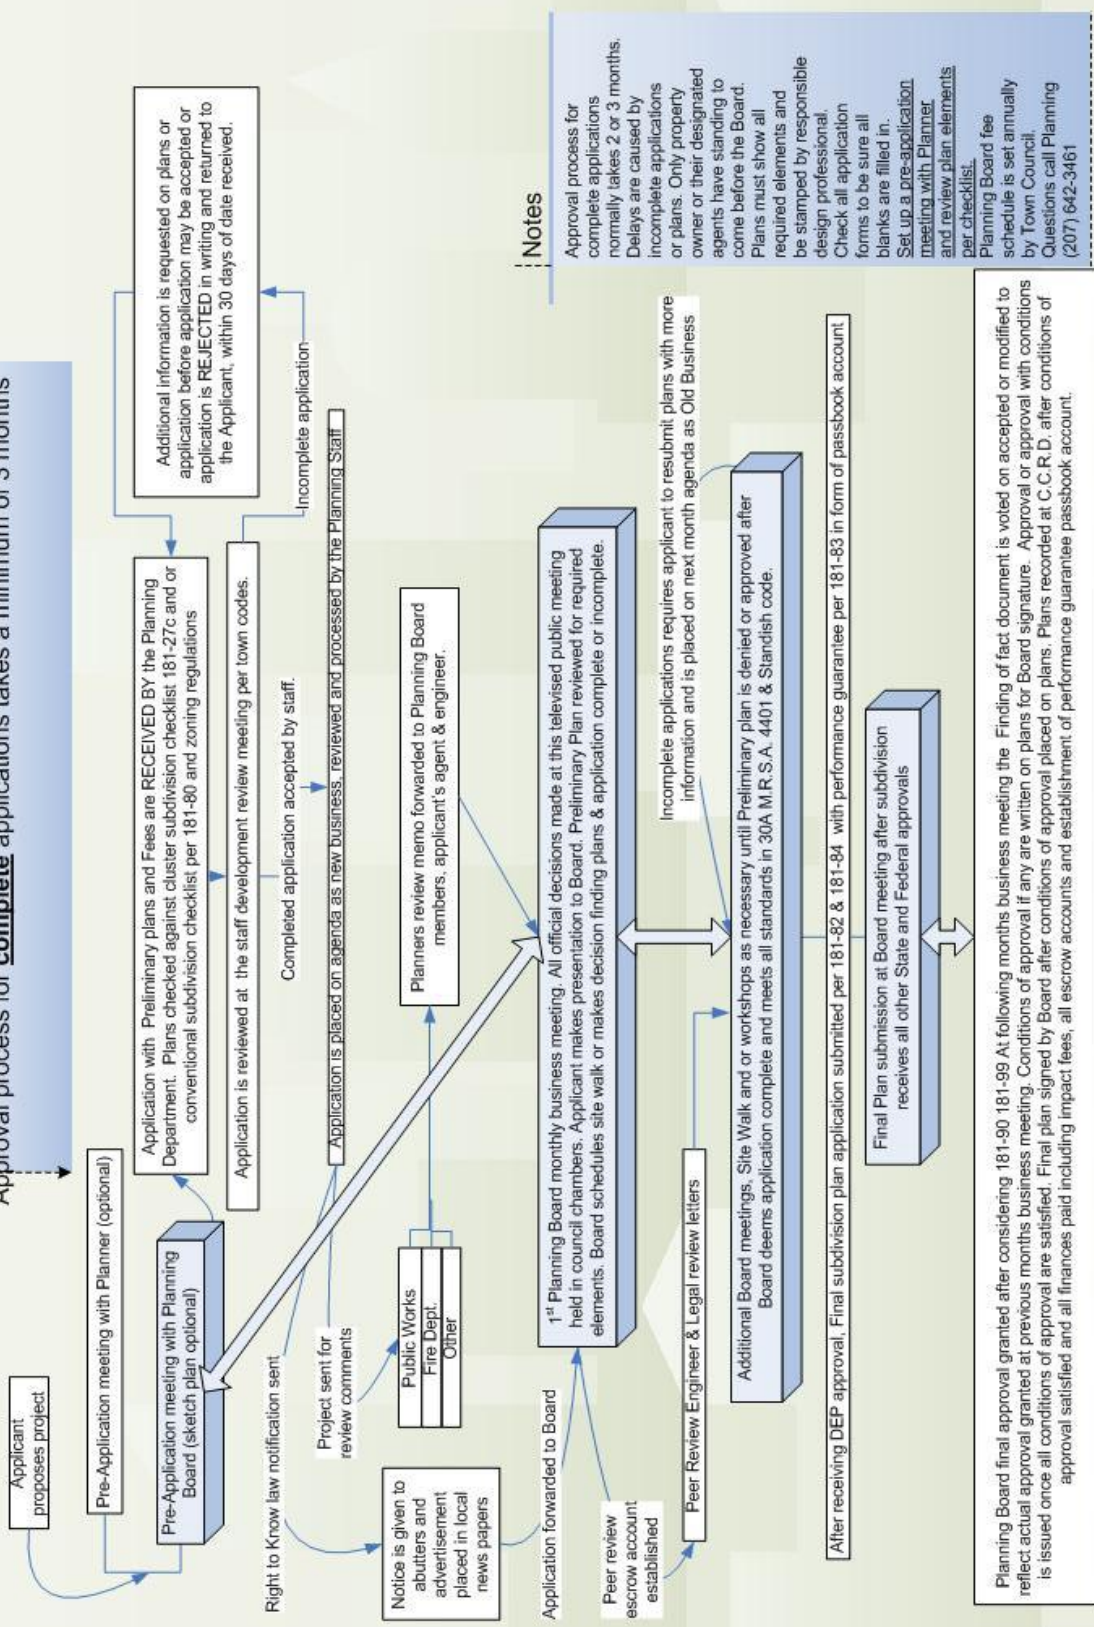 Approval process for complete applications takes a minimum of 3 months
Applicant
proposes project
Pre-Application meeting with Planner (optional)
Pre-Application meeting with Planning
Board (sketch plan optional)
Application with Preliminary plans and Fees are RECEIVED BY the Planning
Department. Plans checked against cluster subdivision checklist 181-27c and or
conventional subdivision checklist per 181-80 and zoning regulations
Additional information is requested on plans or
application before application may be accepted or
application is REJECTED in writing and returned to
the Applicant, within 30 days of date received.
Application is reviewed at the staff development review meeting per town codes.
Incomplete application
Completed application accepted by staff.
Application is placed on agenda as new business, reviewed and processed by the Planning Staff
Right to Know law notification sent
Project sent for
review comments
Public Works
Fire Dept.
Other
Planners review memo forwarded to Planning Board
members, applicant's agent & engineer.
Notice is given to
abutters and
advertisement
placed in local
news papers
Application forwarded to Board
1st Planning Board monthly business meeting. All official decisions made at this televised public meeting
held in council chambers. Applicant makes presentation to Board. Preliminary Plan reviewed for required
elements. Board schedules site walk or makes decision finding plans & application complete or incomplete.
Peer review
escrow account
established
Peer Review Engineer & Legal review letters
Incomplete applications requires applicant to resubmit plans with more
information and is placed on next month agenda as Old Business
Additional Board meetings, Site Walk and or workshops as necessary until Preliminary plan is denied or approved after
Board deems application complete and meets all standards in 30A M.R.S.A. 4401 & Standish code.
After receiving DEP approval, Final subdivision plan application submitted per 181-82 & 181-84 with performance guarantee per 181-83 in form of passbook account
Final Plan submission at Board meeting after subdivision
receives all other State and Federal approvals
Planning Board final approval granted after considering 181-90 181-99 At following months business meeting the Finding of fact document is voted on accepted or modified to
reflect actual approval granted at previous months business meeting. Conditions of approval if any are written on plans for Board signature. Approval or approval with conditions
is issued once all conditions of approval are satisfied. Final plan signed by Board after conditions of approval placed on plans. Plans recorded at C.C.R.D. after conditions of
approval satisfied and all finances paid including impact fees, all escrow accounts and establishment of performance guarantee passbook account.
Notes
Approval process for
complete applications
normally takes 2 or 3 months.
Delays are caused by
incomplete applications
or plans. Only property
owner or their designated
agents have standing to
come before the Board.
Plans must show all
required elements and
be stamped by responsible
design professional.
Check all application
forms to be sure all
blanks are filled in.
Set up a pre-application
meeting with Planner
and review plan elements
per checklist.
Planning Board fee
schedule is set annually
by Town Council.
Questions call Planning
(207) 642-3461